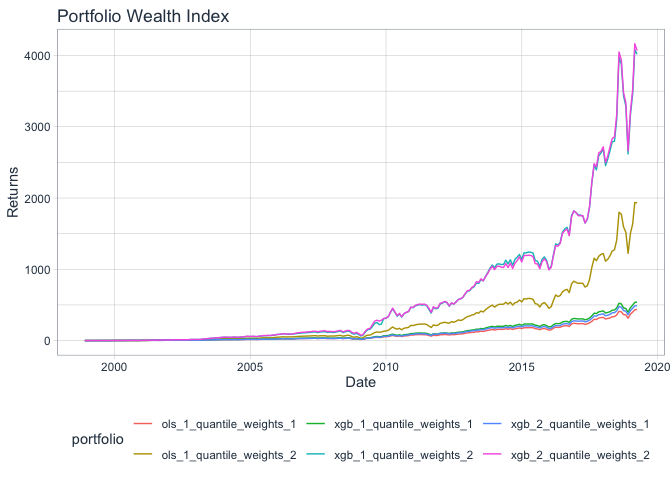 Portfolio Wealth Index
4000
3000
2000
1000
0
Returns
2000 2005 2010 2015 2020
Date
portfolio
ols_1_quantile_weights_1 xgb_1_quantile_weights_1 xgb_2_quantile_weights_1
ols_1_quantile_weights_2 xgb_1_quantile_weights_2 xgb_2_quantile_weights_2